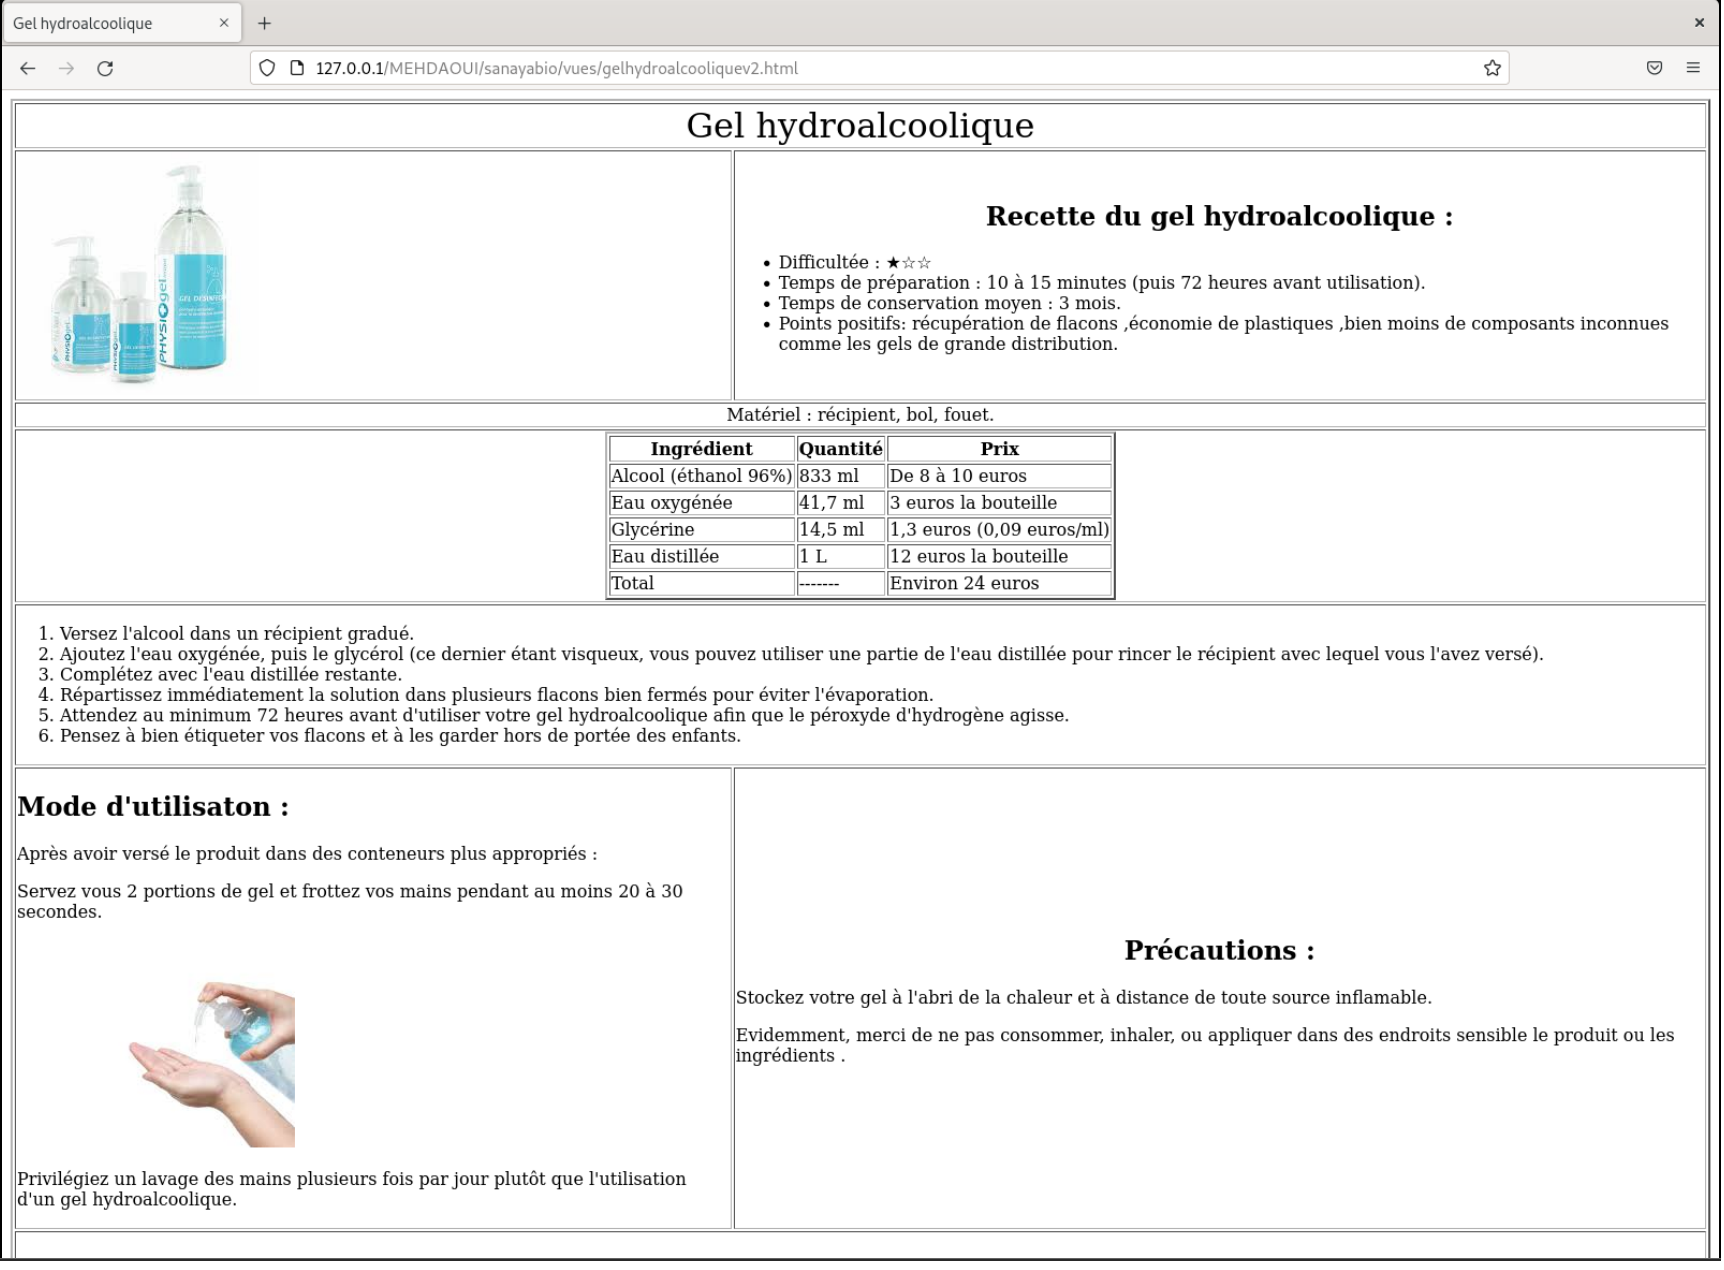 Gel hydroalcoolique
127.0.0.1/MEHDAOUI/sanayabio/vues/gelhydroalcooliquev2.html
Gel hydroalcoolique
PHYSIOgel
PHYSIOgel
PHYSIOgel
Recette du gel hydroalcoolique :
• Difficultée : ★☆☆
• Temps de préparation : 10 à 15 minutes (puis 72 heures avant utilisation).
• Temps de conservation moyen : 3 mois.
• Points positifs: récupération de flacons ,économie de plastiques ,bien moins de composants inconnues
comme les gels de grande distribution.
Matériel : récipient, bol, fouet.
Ingrédient Quantité Prix
Alcool (éthanol 96%) 833 ml De 8 à 10 euros
Eau oxygénée 41,7 ml 3 euros la bouteille
Glycérine 14,5 ml 1,3 euros (0,09 euros/ml)
Eau distillée 1 L 12 euros la bouteille
Total ------- Environ 24 euros
1. Versez l'alcool dans un récipient gradué.
2. Ajoutez l'eau oxygénée, puis le glycérol (ce dernier étant visqueux, vous pouvez utiliser une partie de l'eau distillée pour rincer le récipient avec lequel vous l'avez versé).
3. Complétez avec l'eau distillée restante.
4. Répartissez immédiatement la solution dans plusieurs flacons bien fermés pour éviter l'évaporation.
5. Attendez au minimum 72 heures avant d'utiliser votre gel hydroalcoolique afin que le péroxyde d'hydrogène agisse.
6. Pensez à bien étiqueter vos flacons et à les garder hors de portée des enfants.
Mode d'utilisaton :
Après avoir versé le produit dans des conteneurs plus appropriés :
Servez vous 2 portions de gel et frottez vos mains pendant au moins 20 à 30
secondes.
Privilégiez un lavage des mains plusieurs fois par jour plutôt que l'utilisation
d'un gel hydroalcoolique.
Précautions :
Stockez votre gel à l'abri de la chaleur et à distance de toute source inflamable.
Evidemment, merci de ne pas consommer, inhaler, ou appliquer dans des endroits sensible le produit ou les
ingrédients .